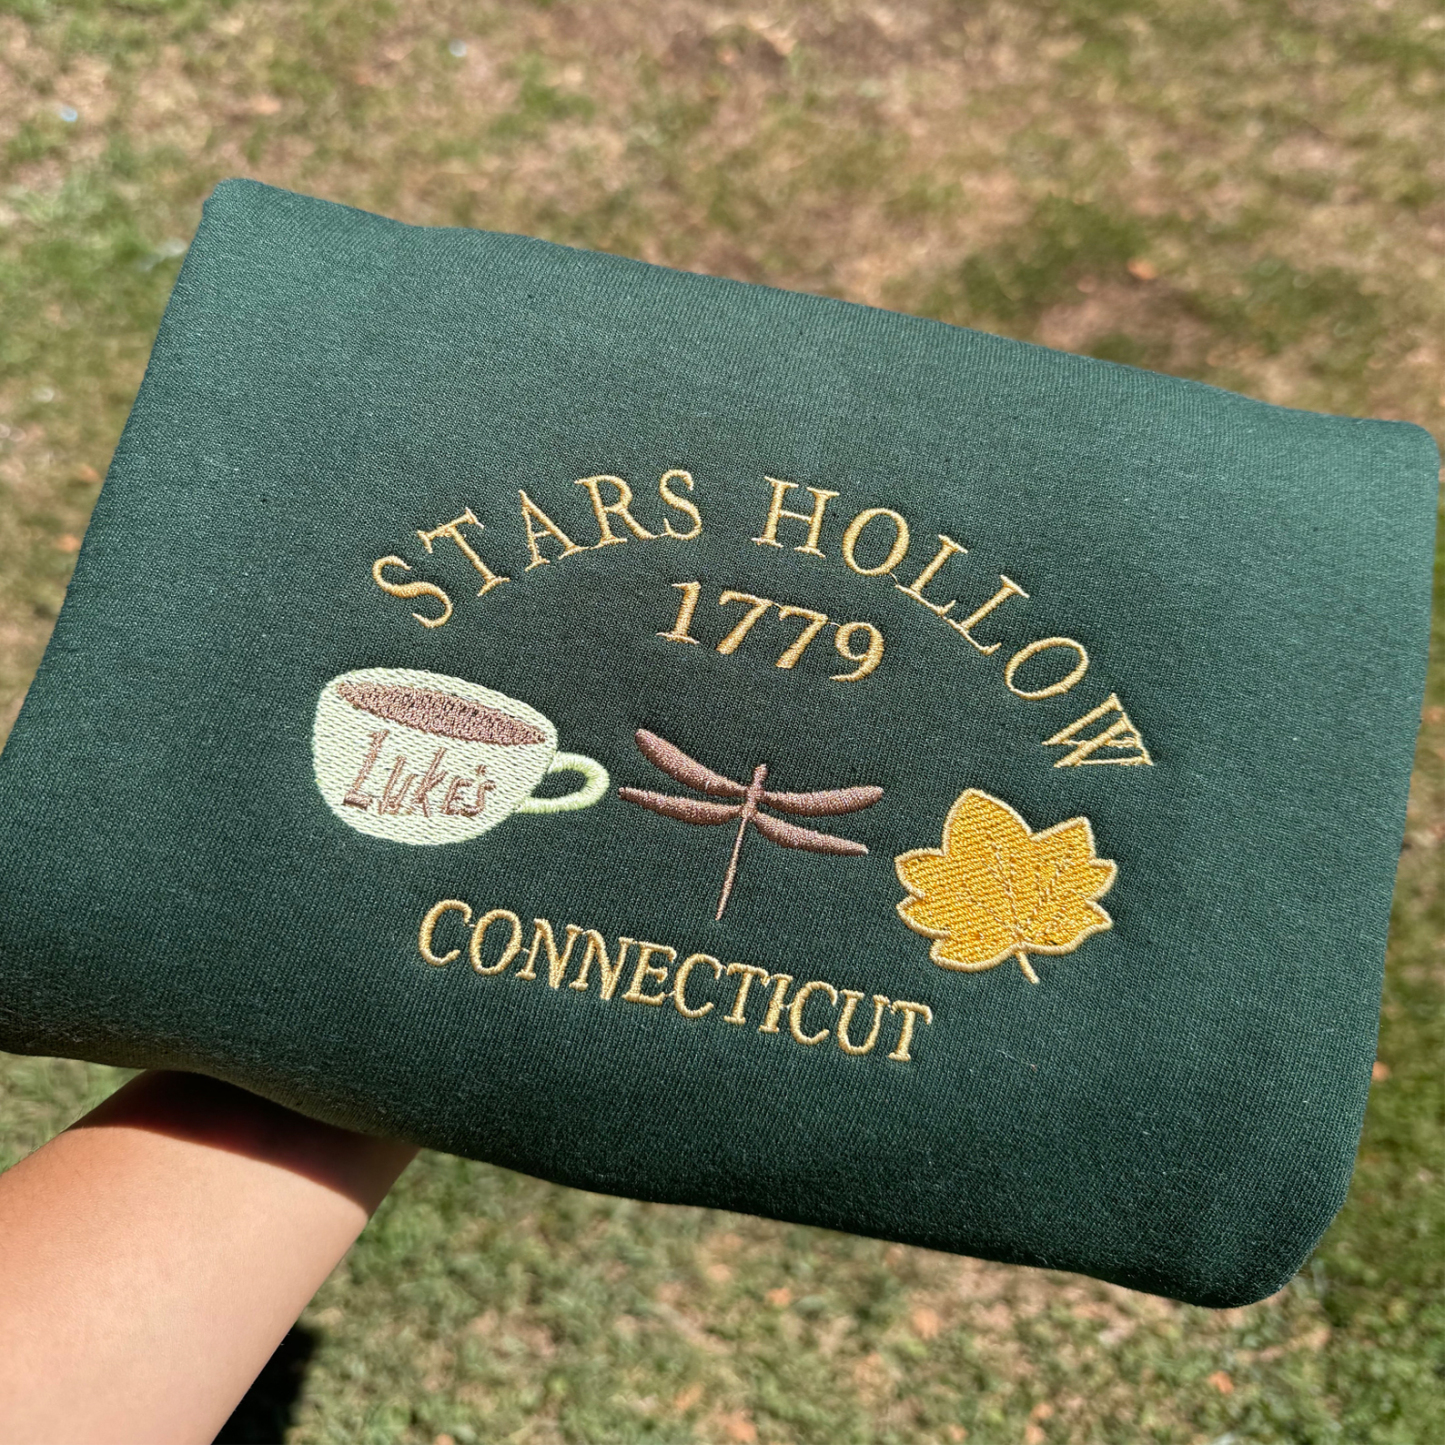 STARS HOLLOW
1779
LUKE's
CONNECTICUT